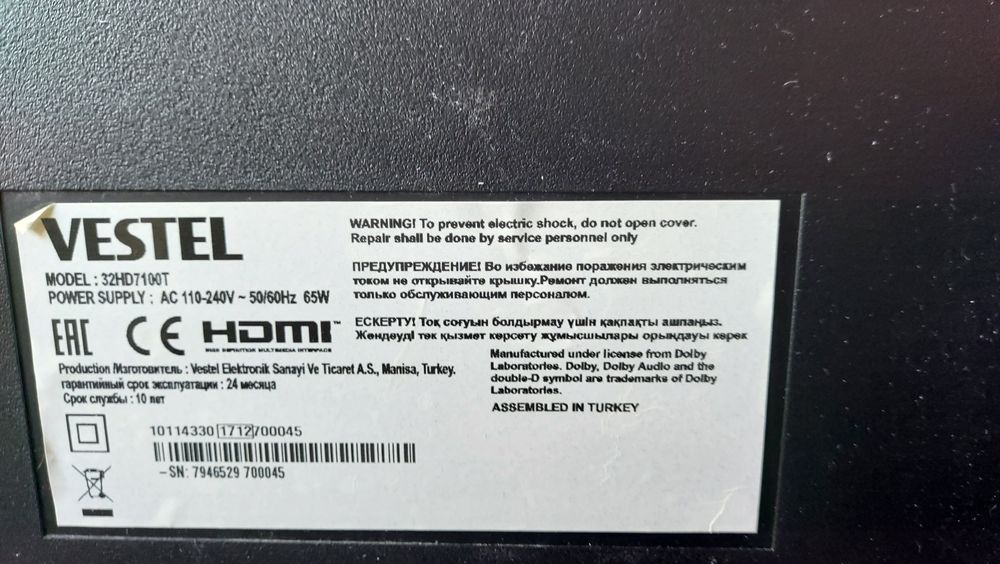 VESTEL
MODEL : 32HD7100T
POWER SUPPLY : AC 110-240V ~ 50/60Hz 65W
EAC CE HDMI™
HIGH DEFINITION MULTIMEDIA INTERFACE
Production /Изготовитель : Vestel Elektronik Sanayi Ve Ticaret A.S., Manisa, Turkey.
гарантийный срок эксплуатации : 24 месяца
Срок службы : 10 лет
10114330 1712 700045
–SN: 7946529 700045
WARNING! To prevent electric shock, do not open cover.
Repair shall be done by service personnel only
ПРЕДУПРЕЖДЕНИЕ! Во избежание поражения электрическим
током не открывайте крышку.Ремонт должен выполняться
только обслуживающим персоналом.
ЕСКЕРТУ! Тоқ соғуын болдырмау үшін қақпақты ашпаңыз.
Жөндеуді тек қызмет көрсету жұмысшылары орындауы керек
Manufactured under license from Dolby
Laboratories. Dolby, Dolby Audio and the
double-D symbol are trademarks of Dolby
Laboratories.
ASSEMBLED IN TURKEY